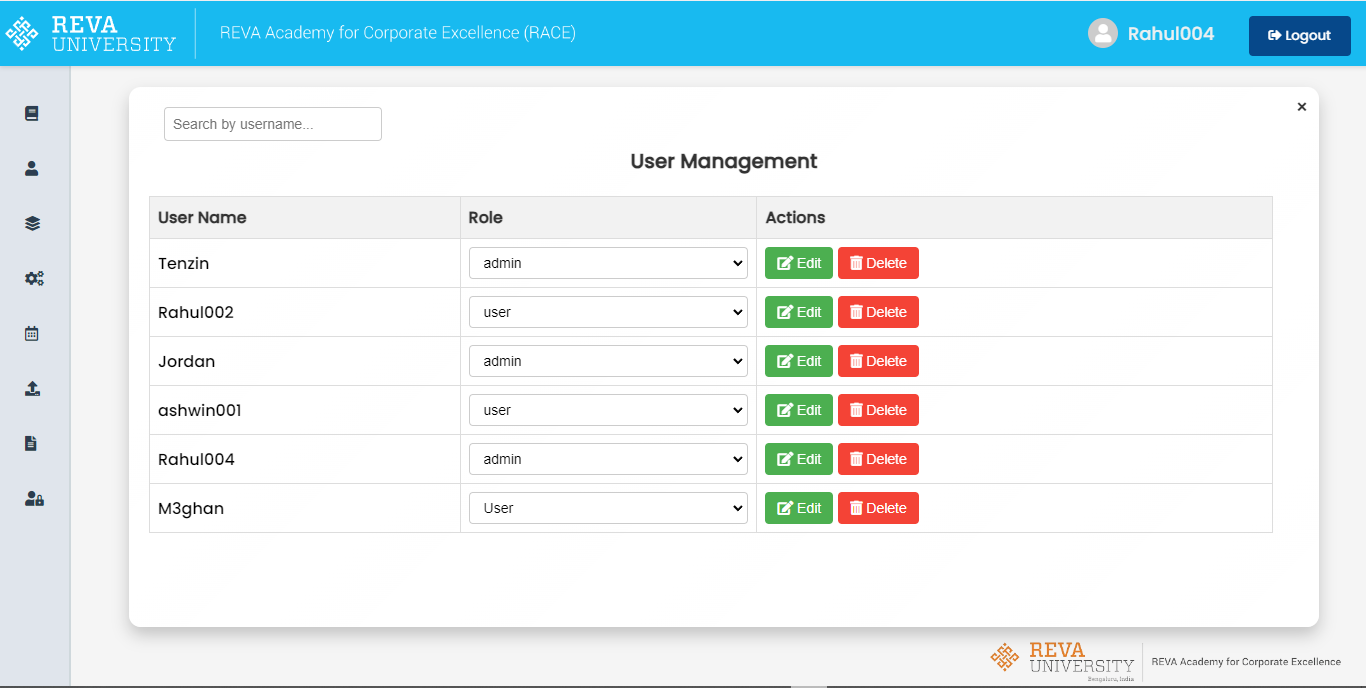 REVA
UNIVERSITY
REVA Academy for Corporate Excellence (RACE)
Rahul004
Logout
Search by username...
×
User Management
User Name Role Actions
Tenzin admin Edit Delete
Rahul002 user Edit Delete
Jordan admin Edit Delete
ashwin001 user Edit Delete
Rahul004 admin Edit Delete
M3ghan User Edit Delete
REVA
UNIVERSITY
Bengaluru, India
REVA Academy for Corporate Excellence